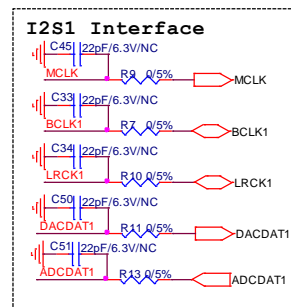 I2S1 Interface
C45 22pF/6.3V/NC
MCLK R9 0/5% MCLK
C33 22pF/6.3V/NC
BCLK1 R7 0/5% BCLK1
C34 22pF/6.3V/NC
LRCK1 R10 0/5% LRCK1
C50 22pF/6.3V/NC
DACDAT1 R11 0/5% DACDAT1
C51 22pF/6.3V/NC
ADCDAT1 R13 0/5% ADCDAT1